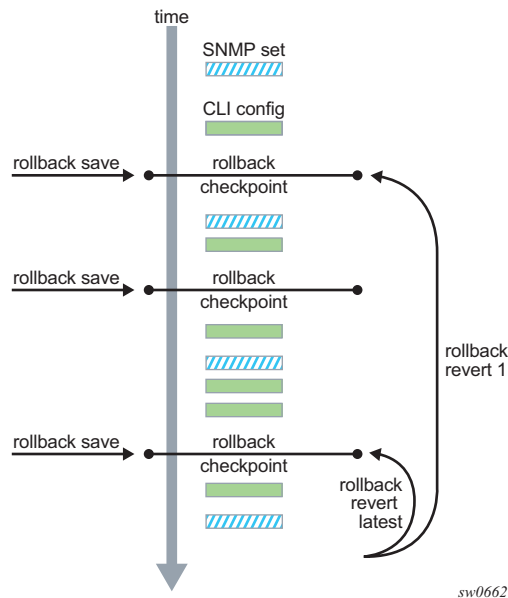 time
SNMP set
CLI config
rollback save
rollback
checkpoint
rollback save
rollback
checkpoint
rollback
revert 1
rollback save
rollback
checkpoint
rollback
revert
latest
sw0662